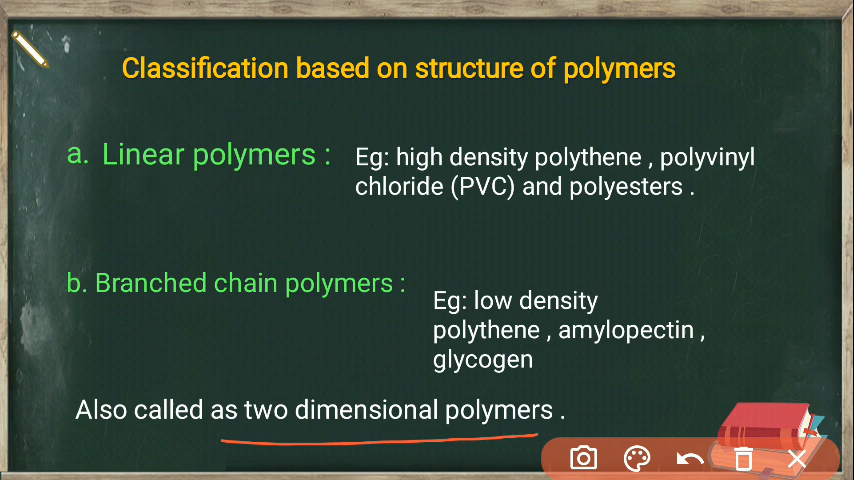 Classification based on structure of polymers
a. Linear polymers :
Eg: high density polythene , polyvinyl
chloride (PVC) and polyesters .
b. Branched chain polymers :
Eg: low density
polythene , amylopectin ,
glycogen
Also called as two dimensional polymers .